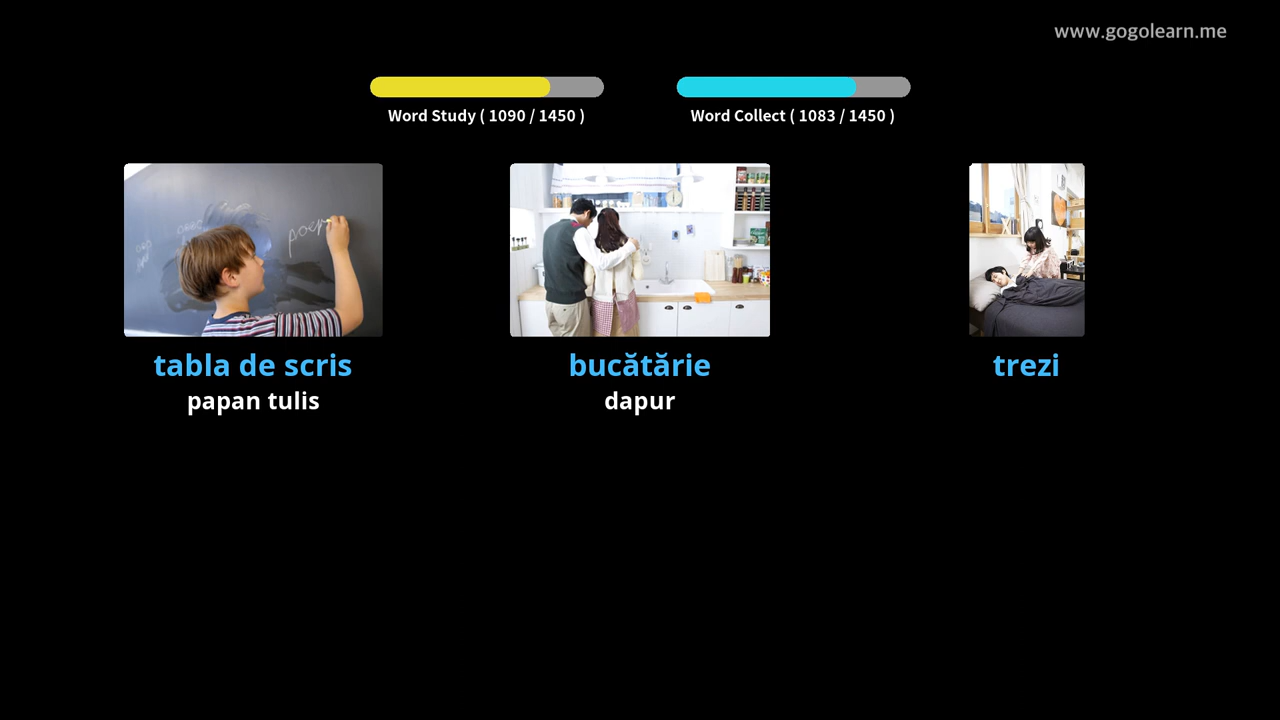 www.gogolearn.me
Word Study ( 1090 / 1450 )
Word Collect ( 1083 / 1450 )
poem
tabla de scris
bucătărie
trezi
papan tulis
dapur